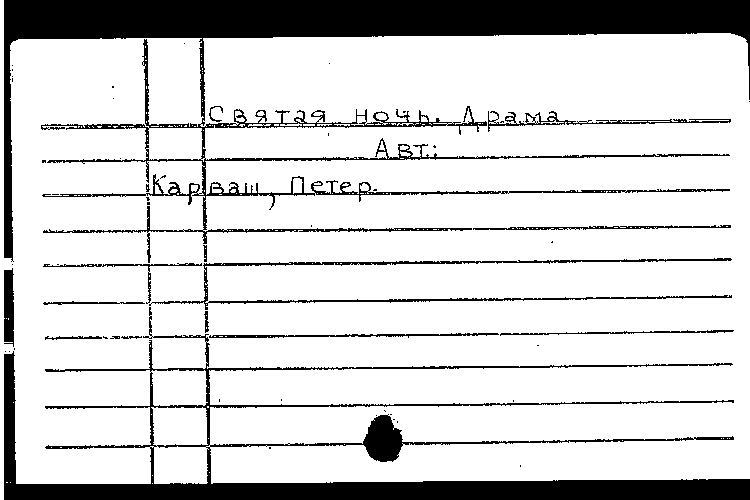 Святая ночь. Драма.
Авт.:
Карваш, Петер.